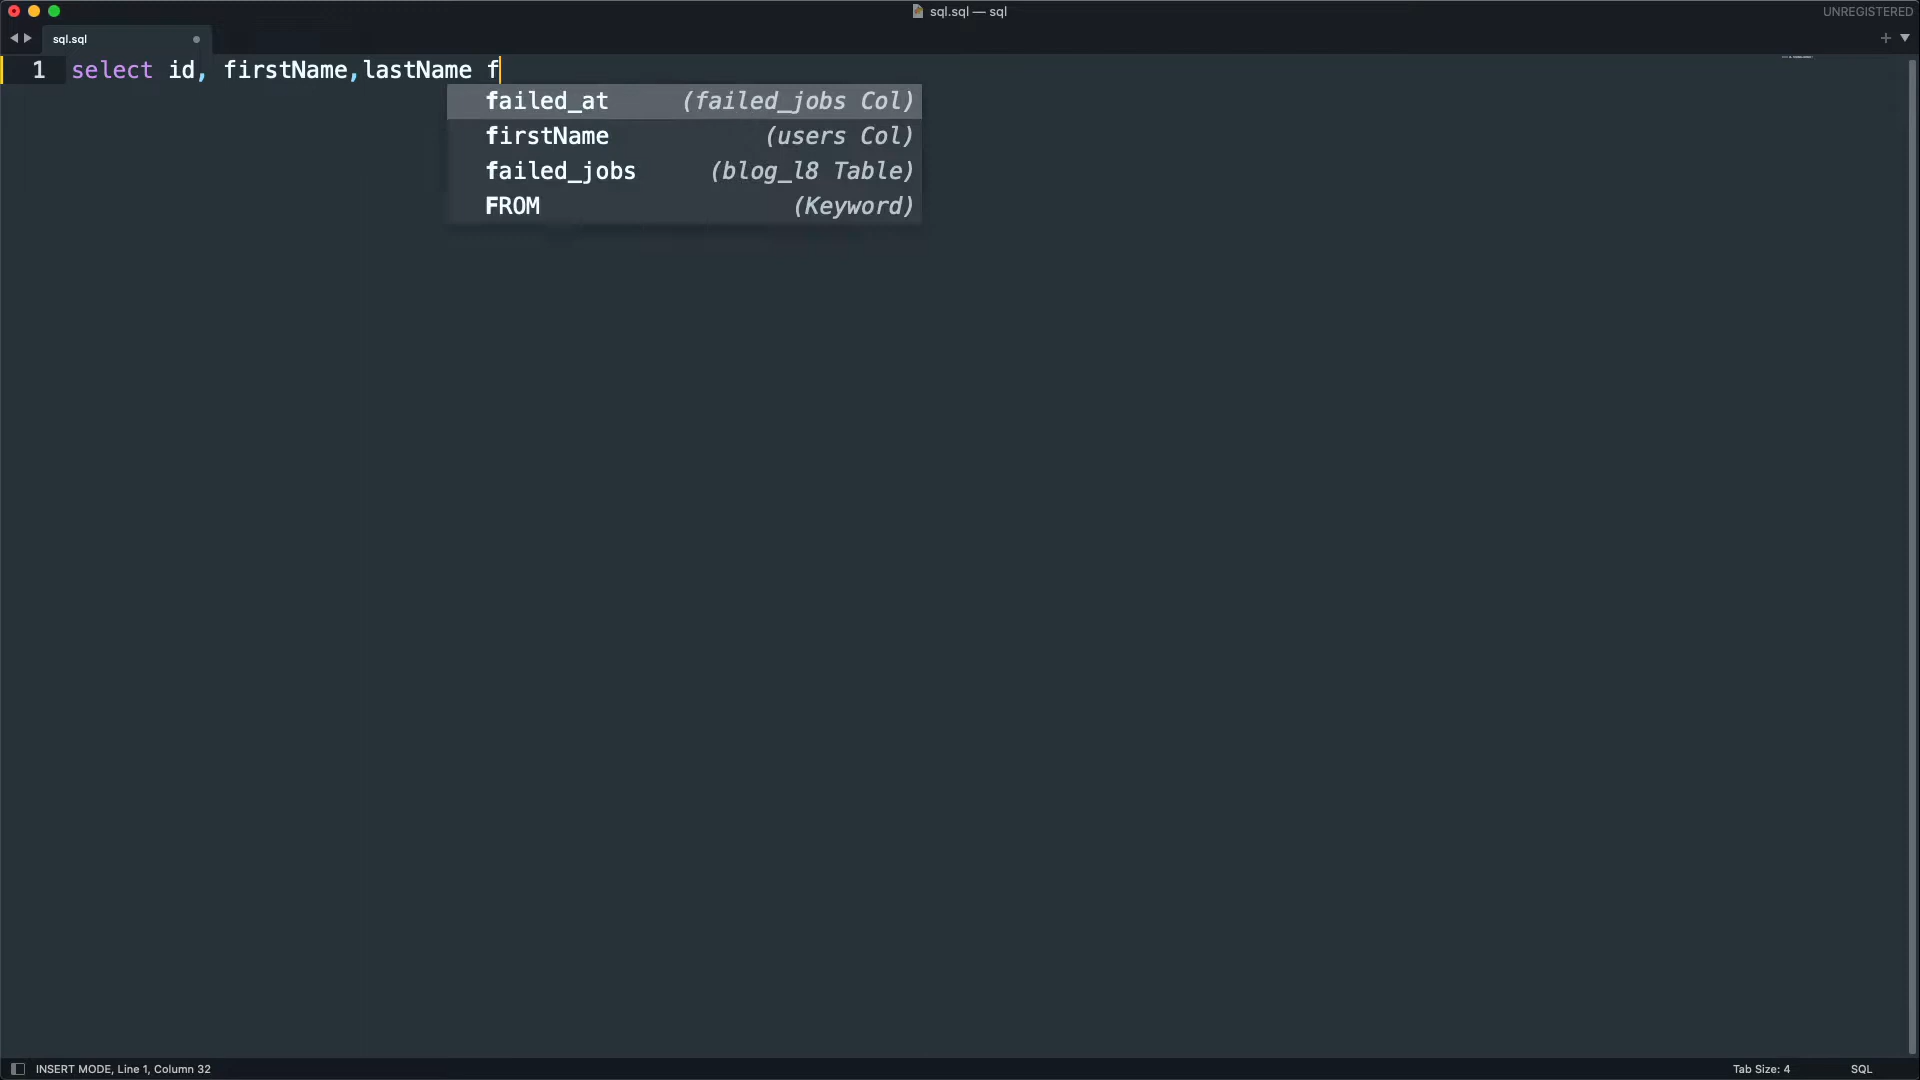 sql.sql — sql
UNREGISTERED
sql.sql
1 select id, firstName,lastName f
failed_at (failed_jobs Col)
firstName (users Col)
failed_jobs (blog_l8 Table)
FROM (Keyword)
INSERT MODE, Line 1, Column 32
Tab Size: 4
SQL